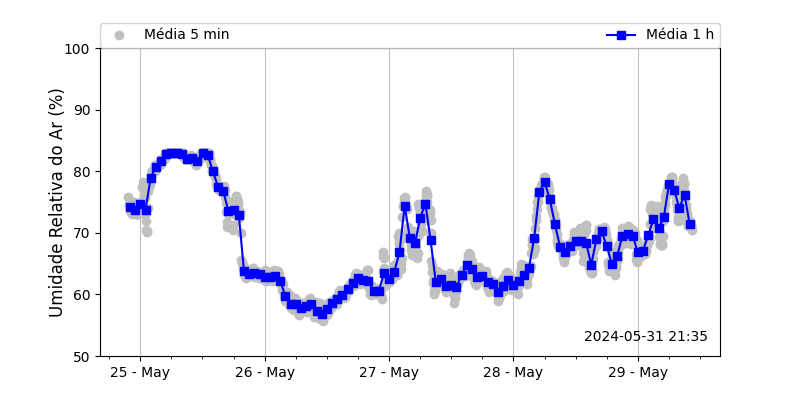 Média 5 min
Média 1 h
Umidade Relativa do Ar (%)
100
90
80
70
60
50
2024-05-31 21:35
25 - May
26 - May
27 - May
28 - May
29 - May